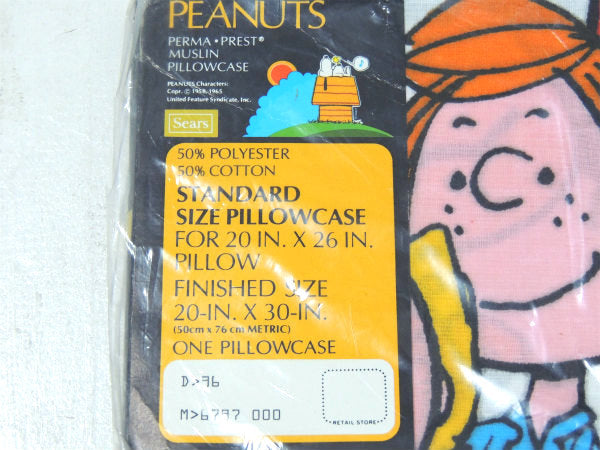 PEANUTS
PERMA • PREST®
MUSLIN
PILLOWCASE
PEANUTS Characters:
Copr. © 1958, 1965
United Feature Syndicate, Inc.
Sears
50% POLYESTER
50% COTTON
STANDARD
SIZE PILLOWCASE
FOR 20 IN. X 26 IN.
PILLOW
FINISHED SIZE
20-IN. X 30-IN.
(50cm x 76 cm METRIC)
ONE PILLOWCASE
D>96
M>6797 000
RETAIL STORE